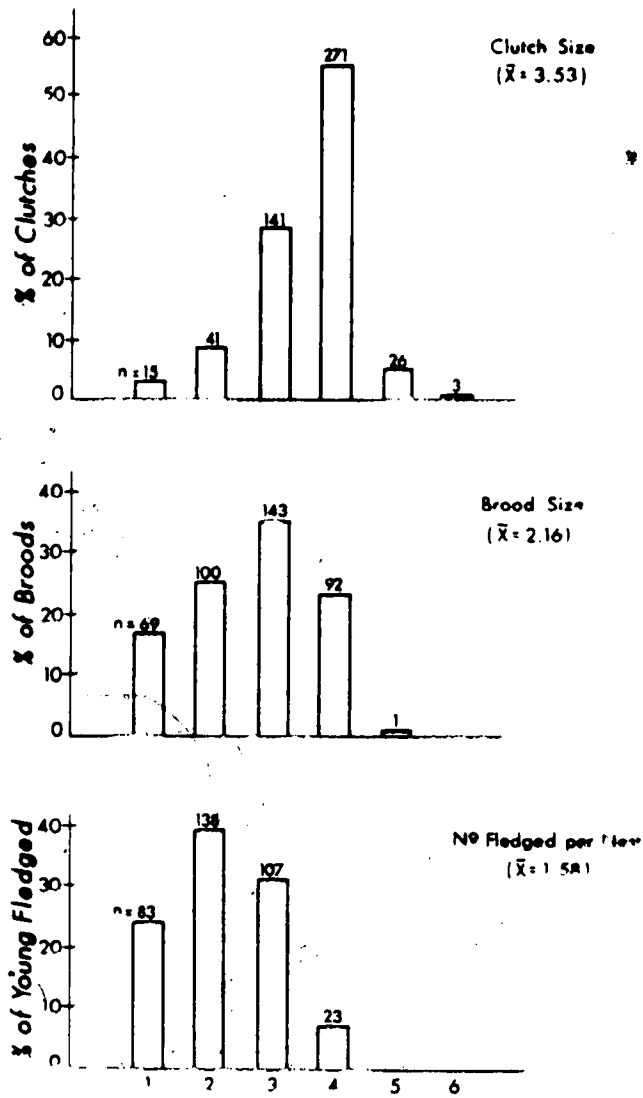 Clutch Size
(X̄ = 3.53)
% of Clutches
60
50
40
30
20
10
0
n = 15
41
141
271
26
3
Brood Size
(X̄ = 2.16)
% of Broods
40
30
20
10
0
n = 69
100
143
92
1
Nº Fledged per
(X̄ = 1.58)
% of Young Fledged
40
30
20
10
0
n = 83
138
107
23
1 2 3 4 5 6